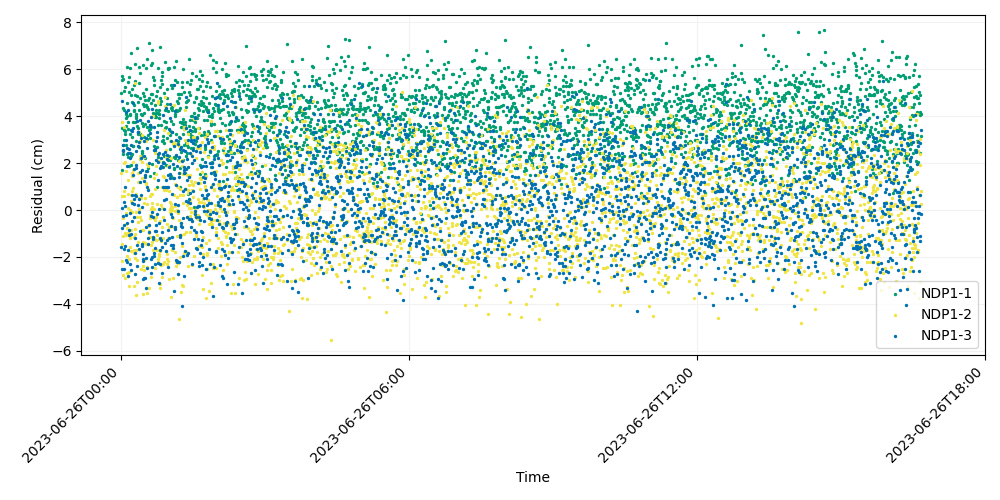 8
6
4
2
0
−2
−4
−6
Residual (cm)
NDP1-1
NDP1-2
NDP1-3
2023-06-26T00:00
2023-06-26T06:00
2023-06-26T12:00
2023-06-26T18:00
Time